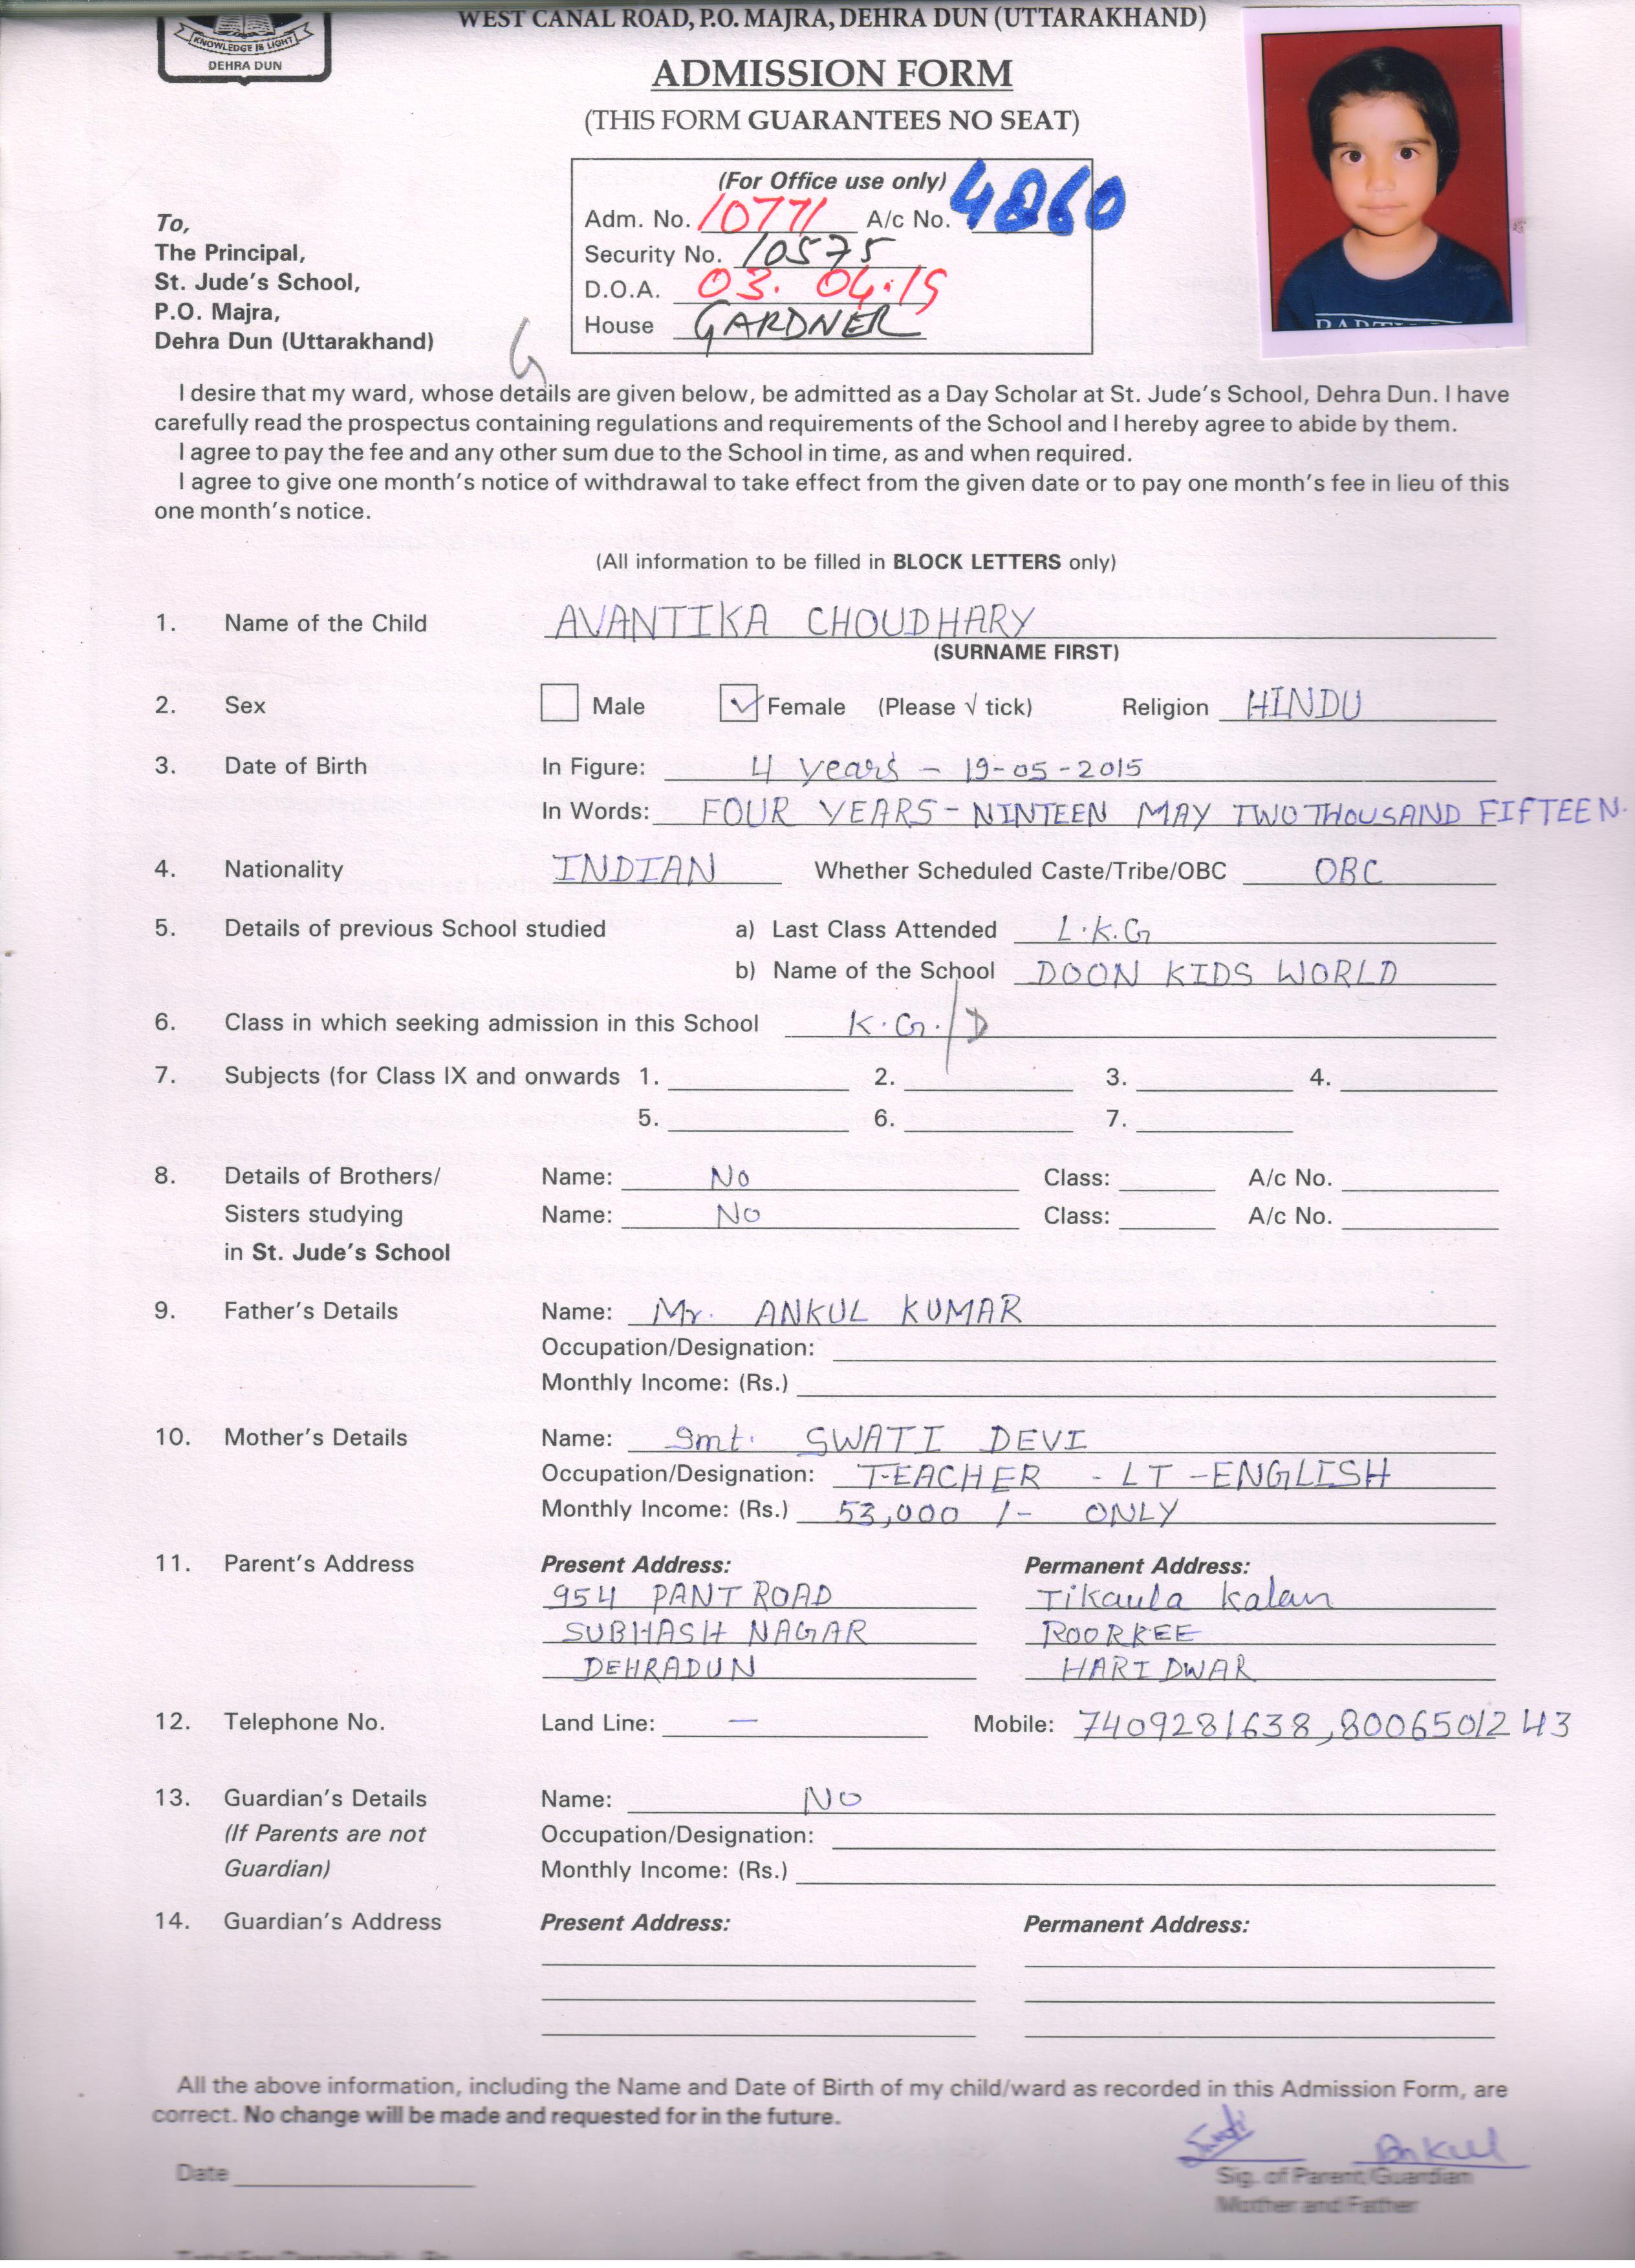 WEST CANAL ROAD, P.O. MAJRA, DEHRA DUN (UTTARAKHAND)
KNOWLEDGE IS LIGHT
DEHRA DUN
ADMISSION FORM
(THIS FORM GUARANTEES NO SEAT)
(For Office use only)
Adm. No. 10771 A/c No. 4860
Security No. 10575
D.O.A. 03. 04.19
House GARDNER
To,
The Principal,
St. Jude's School,
P.O. Majra,
Dehra Dun (Uttarakhand)
G
I desire that my ward, whose details are given below, be admitted as a Day Scholar at St. Jude's School, Dehra Dun. I have
carefully read the prospectus containing regulations and requirements of the School and I hereby agree to abide by them.
I agree to pay the fee and any other sum due to the School in time, as and when required.
I agree to give one month's notice of withdrawal to take effect from the given date or to pay one month's fee in lieu of this
one month's notice.
(All information to be filled in BLOCK LETTERS only)
1. Name of the Child AVANTIKA CHOUDHARY
(SURNAME FIRST)
2. Sex Male Female (Please √ tick) Religion HINDU
3. Date of Birth In Figure: 4 years - 19-05-2015
In Words: FOUR YEARS - NINTEEN MAY TWO THOUSAND FIFTEEN.
4. Nationality INDIAN Whether Scheduled Caste/Tribe/OBC OBC
5. Details of previous School studied a) Last Class Attended L.K.G
b) Name of the School DOON KIDS WORLD
6. Class in which seeking admission in this School K.G./D
7. Subjects (for Class IX and onwards 1. 2. 3. 4.
5. 6. 7.
8. Details of Brothers/ Name: No Class: A/c No.
Sisters studying Name: No Class: A/c No.
in St. Jude's School
9. Father's Details Name: Mr. ANKUL KUMAR
Occupation/Designation:
Monthly Income: (Rs.)
10. Mother's Details Name: Smt. SWATI DEVI
Occupation/Designation: TEACHER - LT - ENGLISH
Monthly Income: (Rs.) 53,000 /- ONLY
11. Parent's Address Present Address: Permanent Address:
954 PANT ROAD Tikaula Kalan
SUBHASH NAGAR ROORKEE
DEHRADUN HARIDWAR
12. Telephone No. Land Line: — Mobile: 7409281638, 8006501243
13. Guardian's Details Name: No
(If Parents are not Occupation/Designation:
Guardian) Monthly Income: (Rs.)
14. Guardian's Address Present Address: Permanent Address:
All the above information, including the Name and Date of Birth of my child/ward as recorded in this Admission Form, are
correct. No change will be made and requested for in the future.
Swati Ankul
Date Sig. of Parent/Guardian
Mother and Father